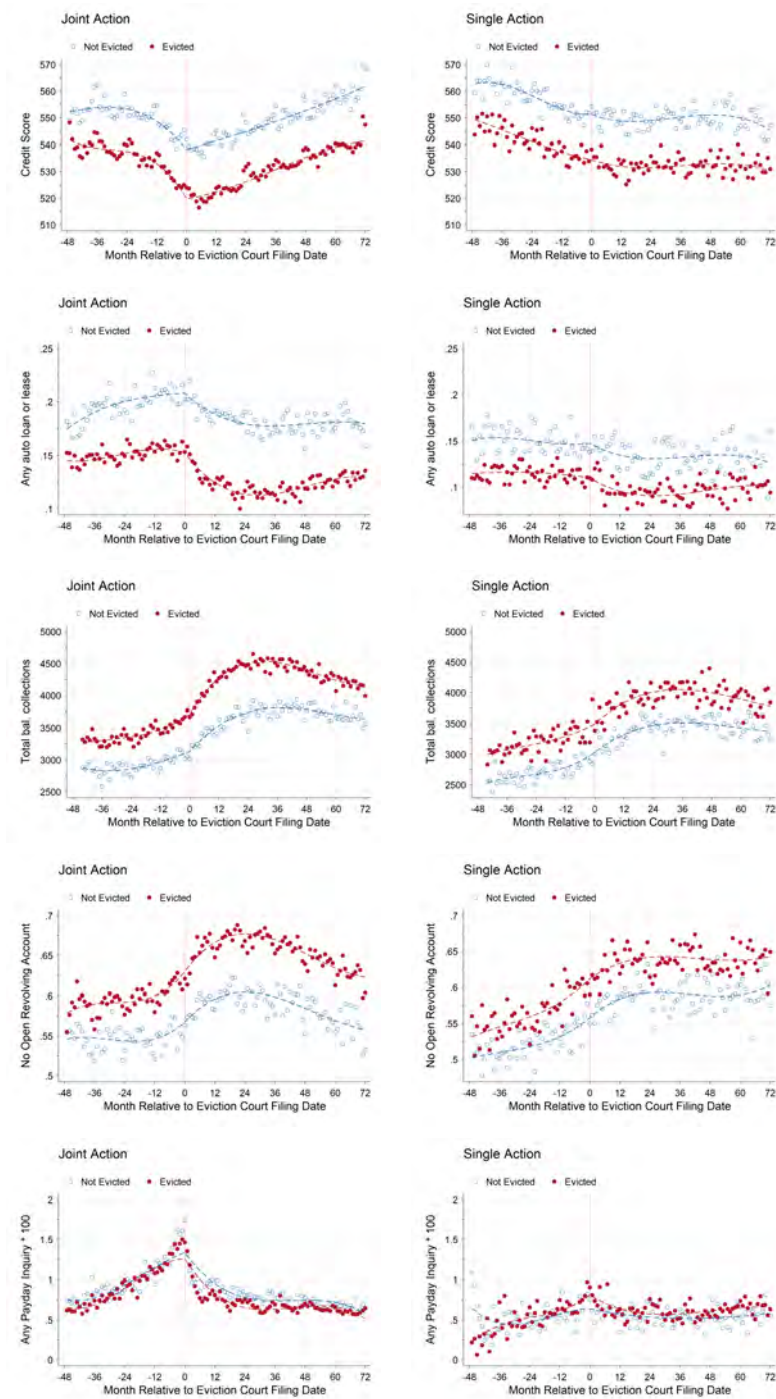 Joint Action
Not Evicted Evicted
570
560
550
540
530
520
510
Credit Score
-48 -36 -24 -12 0 12 24 36 48 60 72
Month Relative to Eviction Court Filing Date
Single Action
Not Evicted Evicted
570
560
550
540
530
520
510
Credit Score
-48 -36 -24 -12 0 12 24 36 48 60 72
Month Relative to Eviction Court Filing Date
Joint Action
Not Evicted Evicted
.25
.2
.15
.1
Any auto loan or lease
-48 -36 -24 -12 0 12 24 36 48 60 72
Month Relative to Eviction Court Filing Date
Single Action
Not Evicted Evicted
.25
.2
.15
.1
Any auto loan or lease
-48 -36 -24 -12 0 12 24 36 48 60 72
Month Relative to Eviction Court Filing Date
Joint Action
Not Evicted Evicted
5000
4500
4000
3500
3000
2500
Total bal. collections
-48 -36 -24 -12 0 12 24 36 48 60 72
Month Relative to Eviction Court Filing Date
Single Action
Not Evicted Evicted
5000
4500
4000
3500
3000
2500
Total bal. collections
-48 -36 -24 -12 0 12 24 36 48 60 72
Month Relative to Eviction Court Filing Date
Joint Action
Not Evicted Evicted
.7
.65
.6
.55
.5
No Open Revolving Account
-48 -36 -24 -12 0 12 24 36 48 60 72
Month Relative to Eviction Court Filing Date
Single Action
Not Evicted Evicted
.7
.65
.6
.55
.5
No Open Revolving Account
-48 -36 -24 -12 0 12 24 36 48 60 72
Month Relative to Eviction Court Filing Date
Joint Action
Not Evicted Evicted
2
1.5
1
.5
0
Any Payday Inquiry * 100
-48 -36 -24 -12 0 12 24 36 48 60 72
Month Relative to Eviction Court Filing Date
Single Action
Not Evicted Evicted
2
1.5
1
.5
0
Any Payday Inquiry * 100
-48 -36 -24 -12 0 12 24 36 48 60 72
Month Relative to Eviction Court Filing Date